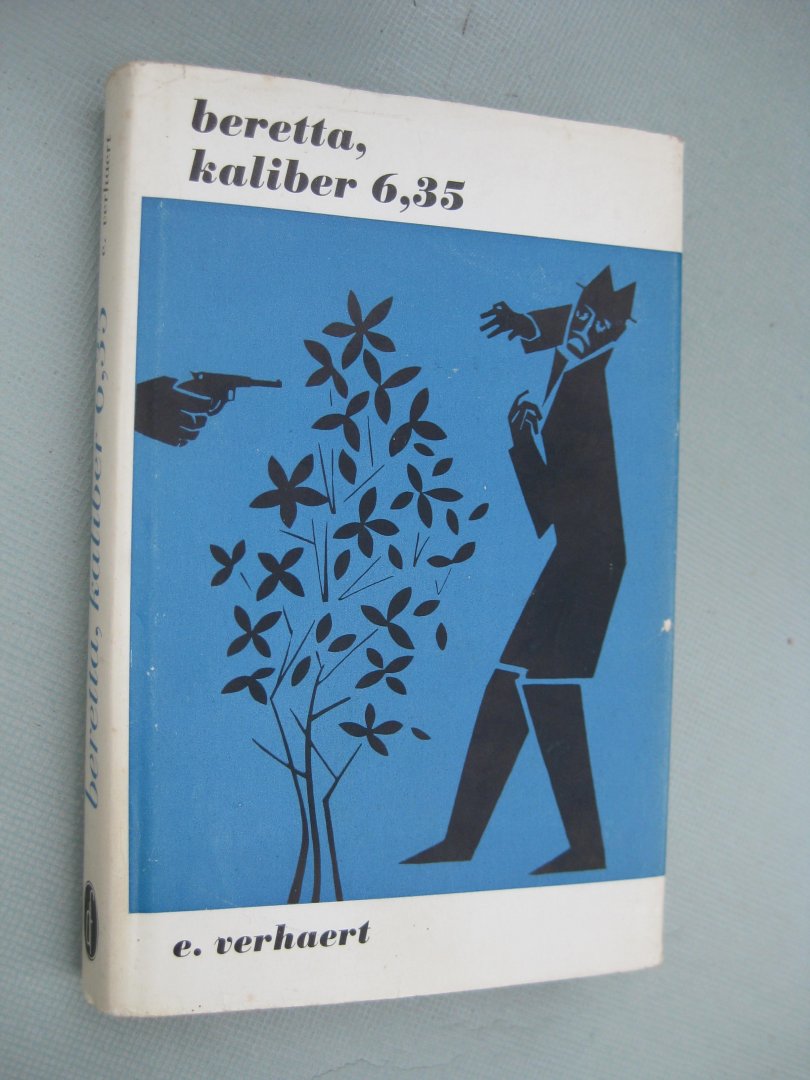 beretta,
kaliber 6,35
e. verhaert
e. verhaert
beretta, kaliber 6,35